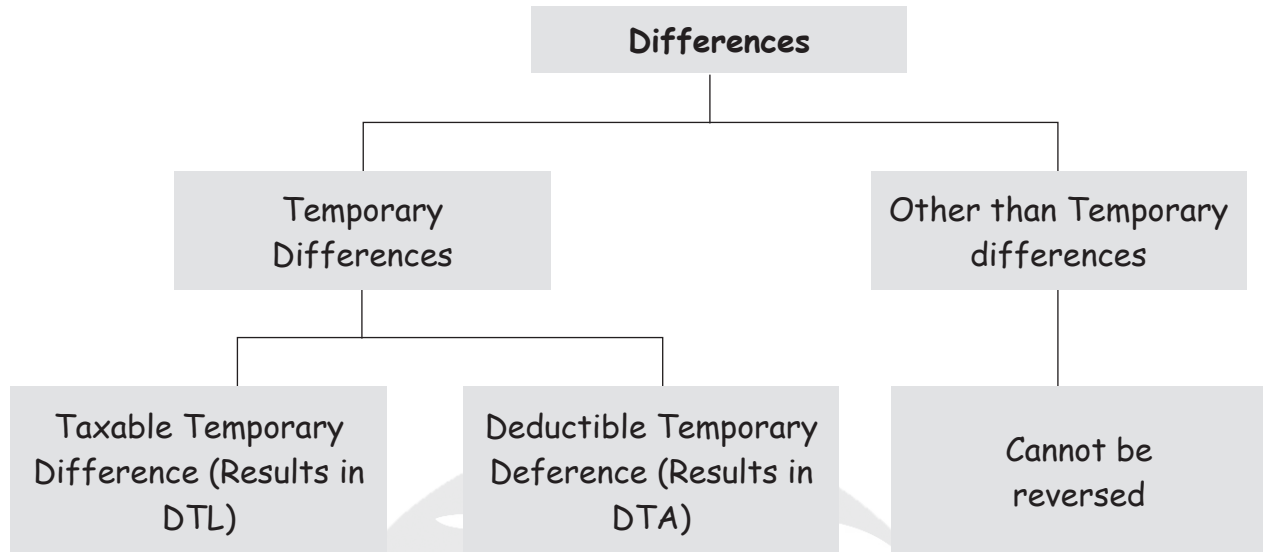 Differences
Temporary
Differences
Other than Temporary
differences
Taxable Temporary
Difference (Results in
DTL)
Deductible Temporary
Deference (Results in
DTA)
Cannot be
reversed